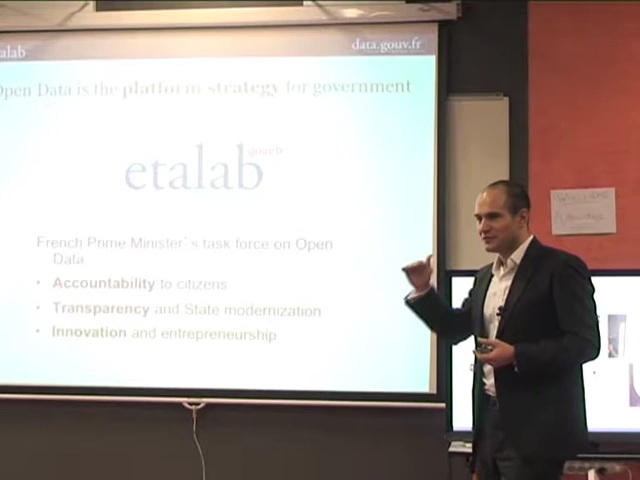 alab
data.gouv.fr
Open Data is the platform strategy for government
gouv.fr
etalab
French Prime Minister's task force on Open
Data
• Accountability to citizens
• Transparency and State modernization
• Innovation and entrepreneurship